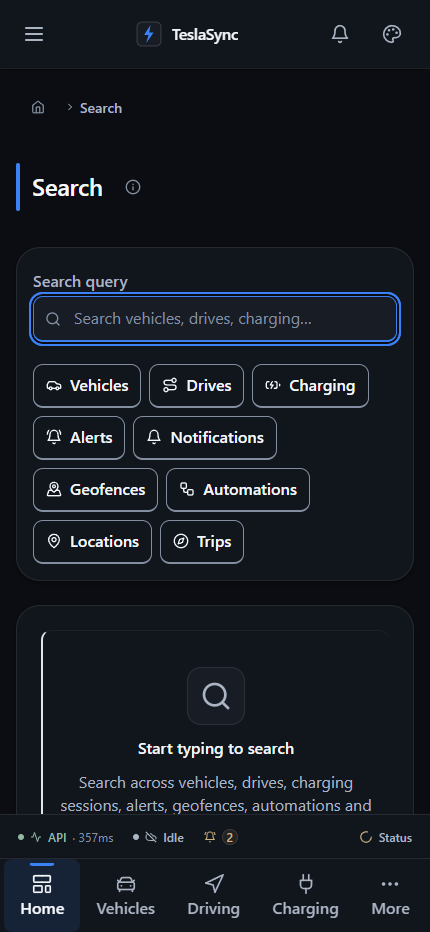 TeslaSync
Search
Search
Search query
Search vehicles, drives, charging...
Vehicles
Drives
Charging
Alerts
Notifications
Geofences
Automations
Locations
Trips
Start typing to search
Search across vehicles, drives, charging
sessions, alerts, geofences, automations and
API · 357ms
Idle
2
Status
Home
Vehicles
Driving
Charging
More